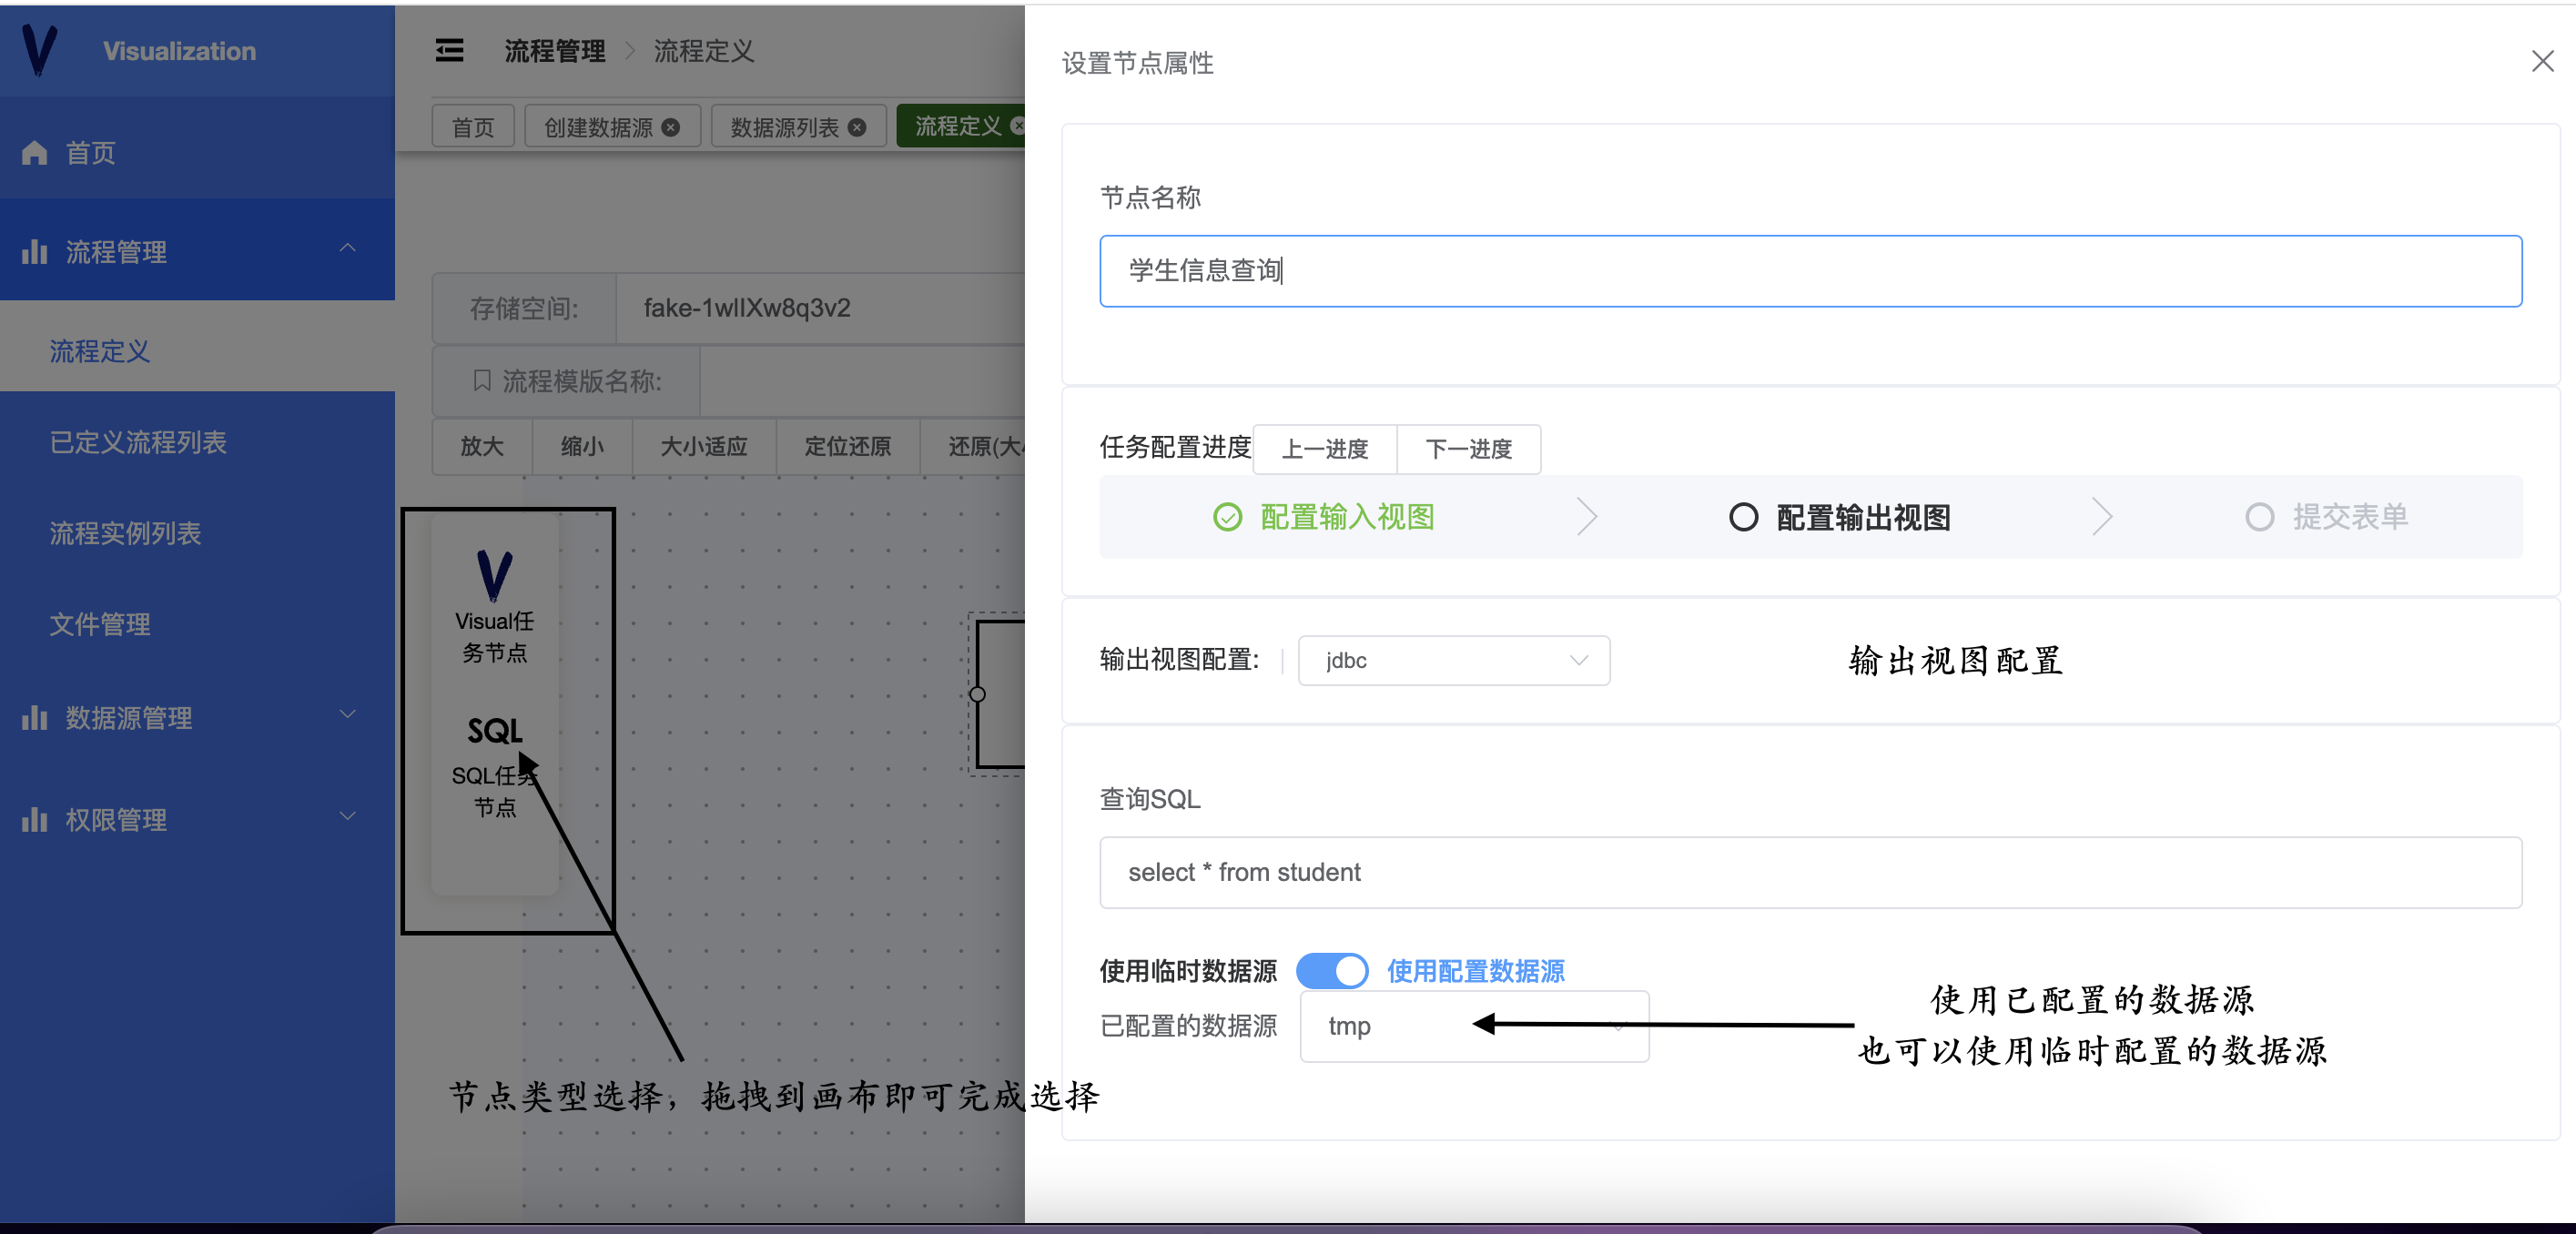 Visualization
首页
流程管理
流程定义
已定义流程列表
流程实例列表
文件管理
数据源管理
权限管理
流程管理 > 流程定义
首页 创建数据源 数据源列表 流程定义
存储空间: fake-1wIIXw8q3v2
流程模版名称:
放大 缩小 大小适应 定位还原 还原(大
Visual任
务节点
SQL
SQL任务
节点
节点类型选择，拖拽到画布即可完成选择
设置节点属性
节点名称
学生信息查询
任务配置进度 上一进度 下一进度
配置输入视图 配置输出视图 提交表单
输出视图配置: jdbc 输出视图配置
查询SQL
select * from student
使用临时数据源 使用配置数据源
已配置的数据源 tmp
使用已配置的数据源
也可以使用临时配置的数据源